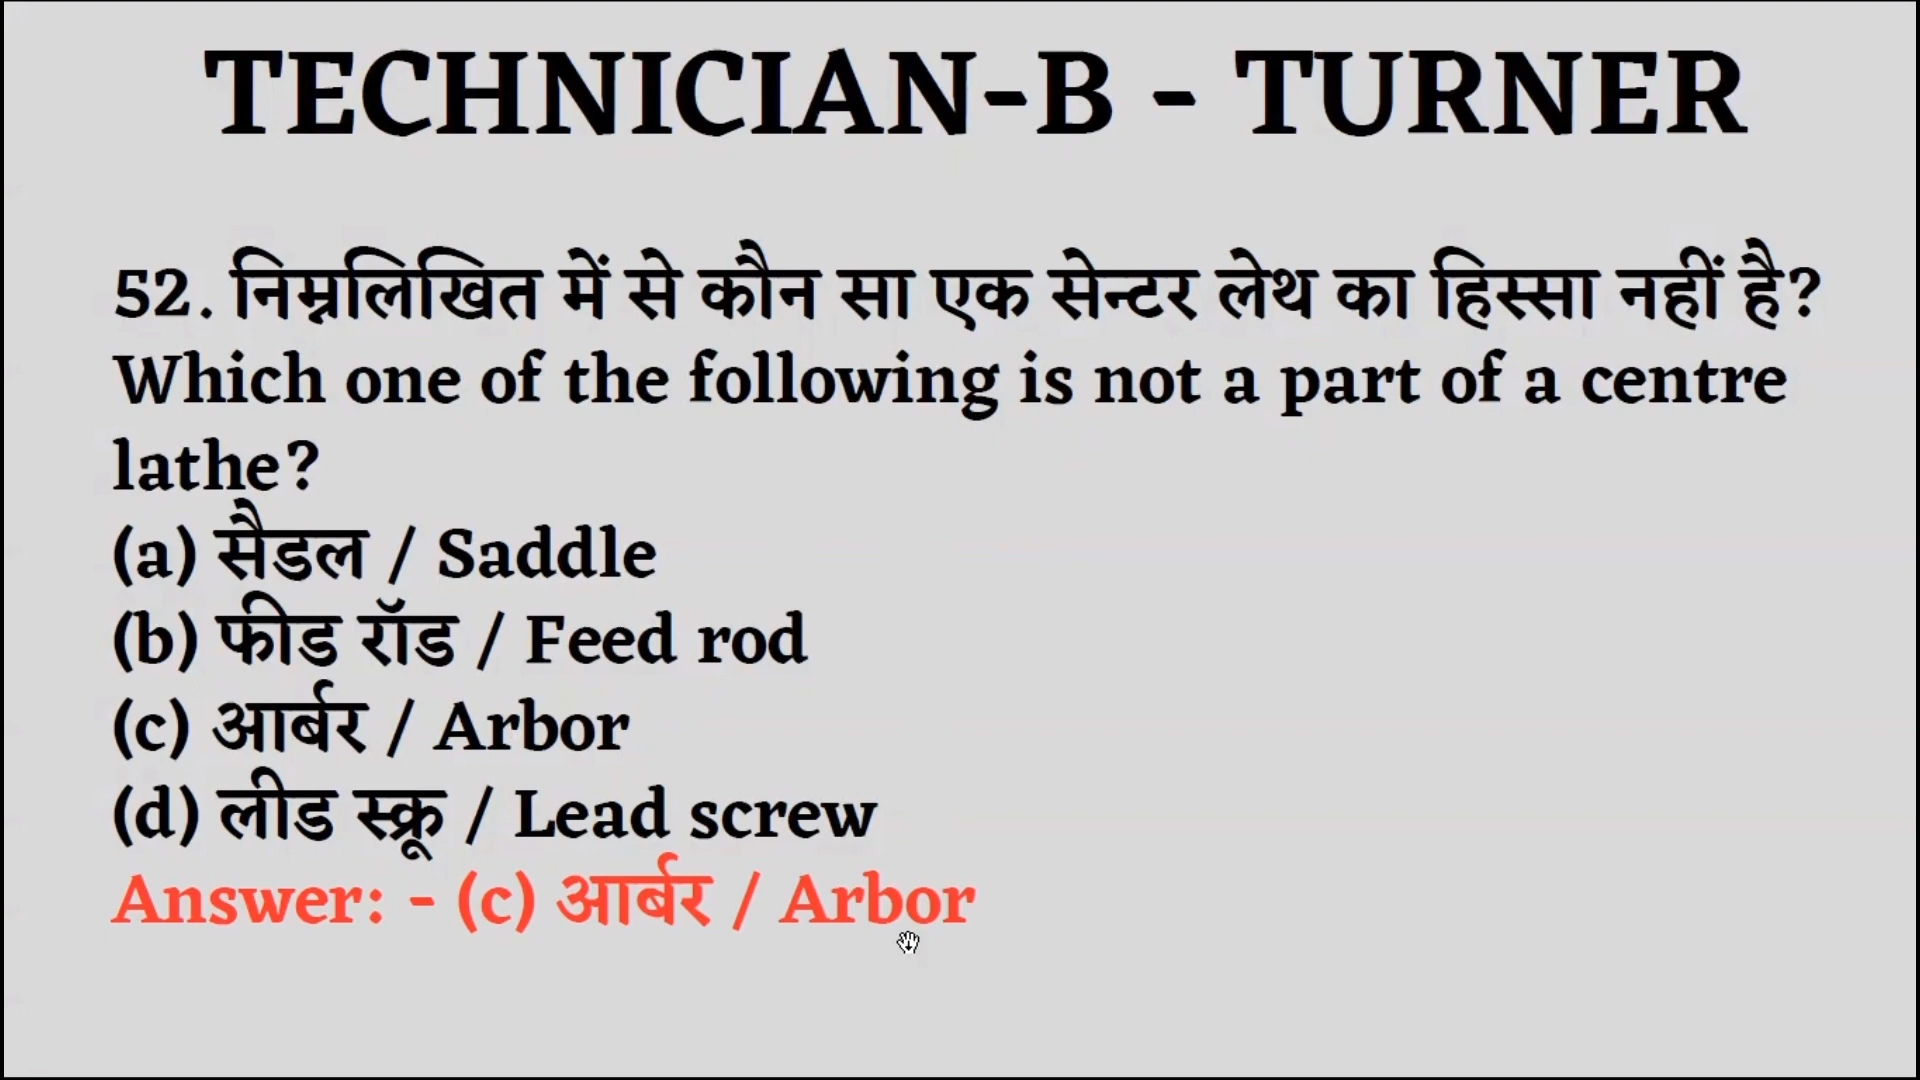 TECHNICIAN-B - TURNER
52. निम्नलिखित में से कौन सा एक सेन्टर लेथ का हिस्सा नहीं है?
Which one of the following is not a part of a centre
lathe?
(a) सैडल / Saddle
(b) फीड रॉड / Feed rod
(c) आर्बर / Arbor
(d) लीड स्क्रू / Lead screw
Answer: - (c) आर्बर / Arbor